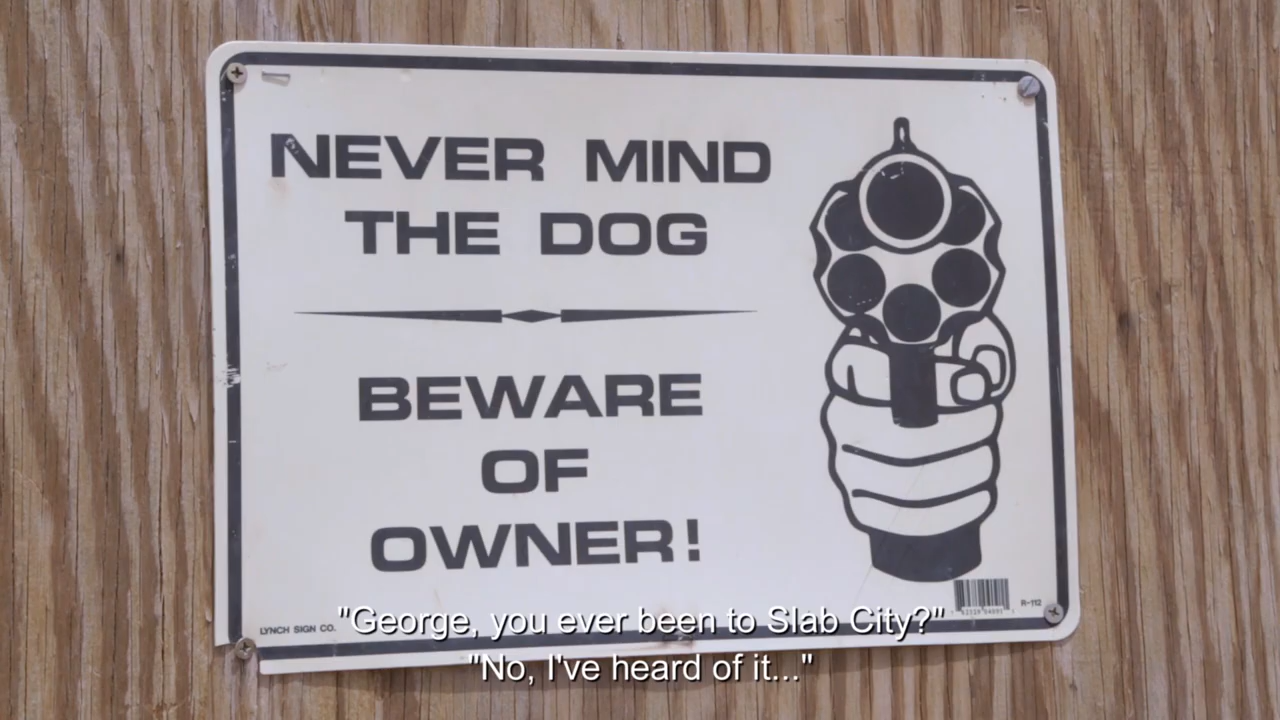 NEVER MIND
THE DOG
BEWARE
OF
OWNER!
R-112
LYNCH SIGN CO.
"George, you ever been to Slab City?"
"No, I've heard of it..."